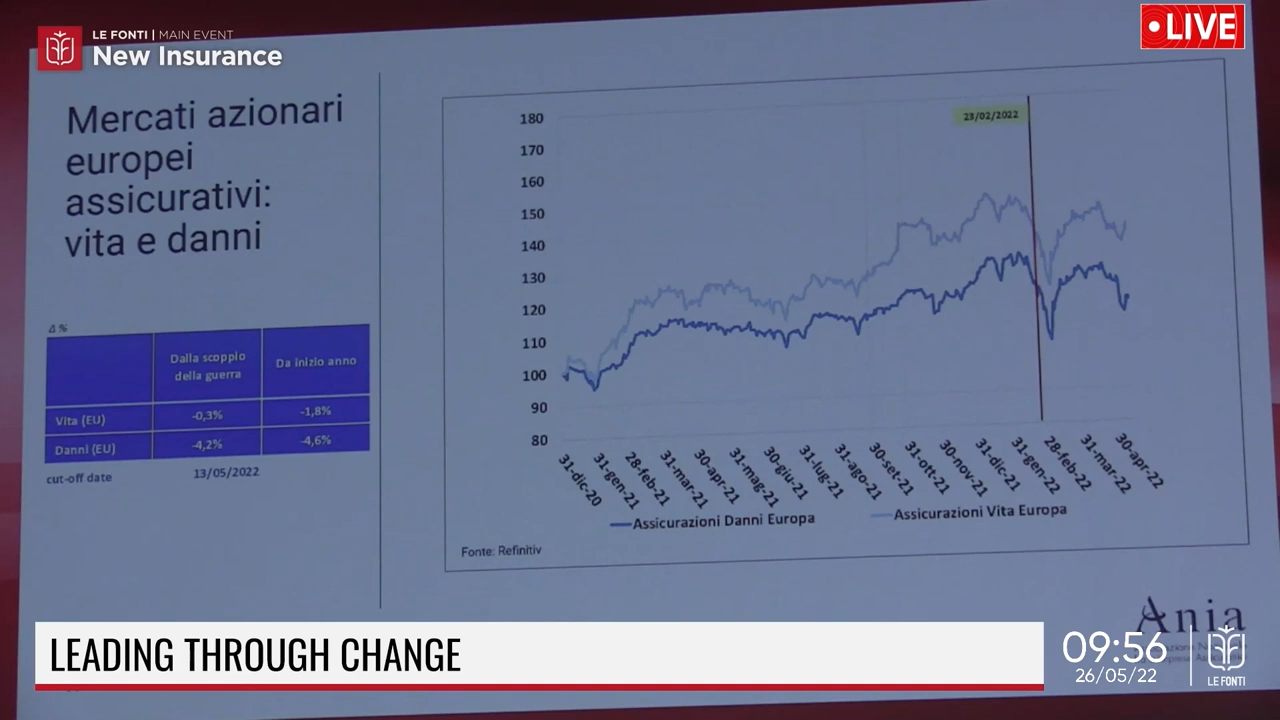 LE FONTI | MAIN EVENT
New Insurance
LIVE
Mercati azionari
europei
assicurativi:
vita e danni
Δ %
Dalla scoppio
della guerra
Da inizio anno
Vita (EU)
-0,3%
-1,8%
Danni (EU)
-4,2%
-4,6%
cut-off date
13/05/2022
180
170
160
150
140
130
120
110
100
90
80
23/02/2022
31-dic-20
31-gen-21
28-feb-21
31-mar-21
30-apr-21
31-mag-21
30-giu-21
31-lug-21
31-ago-21
30-set-21
31-ott-21
30-nov-21
31-dic-21
31-gen-22
28-feb-22
31-mar-22
30-apr-22
Assicurazioni Danni Europa
Assicurazioni Vita Europa
Fonte: Refinitiv
Ania
LEADING THROUGH CHANGE
09:56
26/05/22
LE FONTI